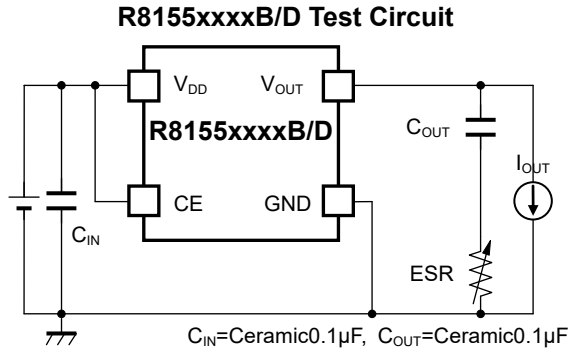 R8155xxxxB/D Test Circuit
VDD VOUT
R8155xxxxB/D
COUT
IOUT
CE GND
CIN
ESR
CIN=Ceramic0.1µF, COUT=Ceramic0.1µF